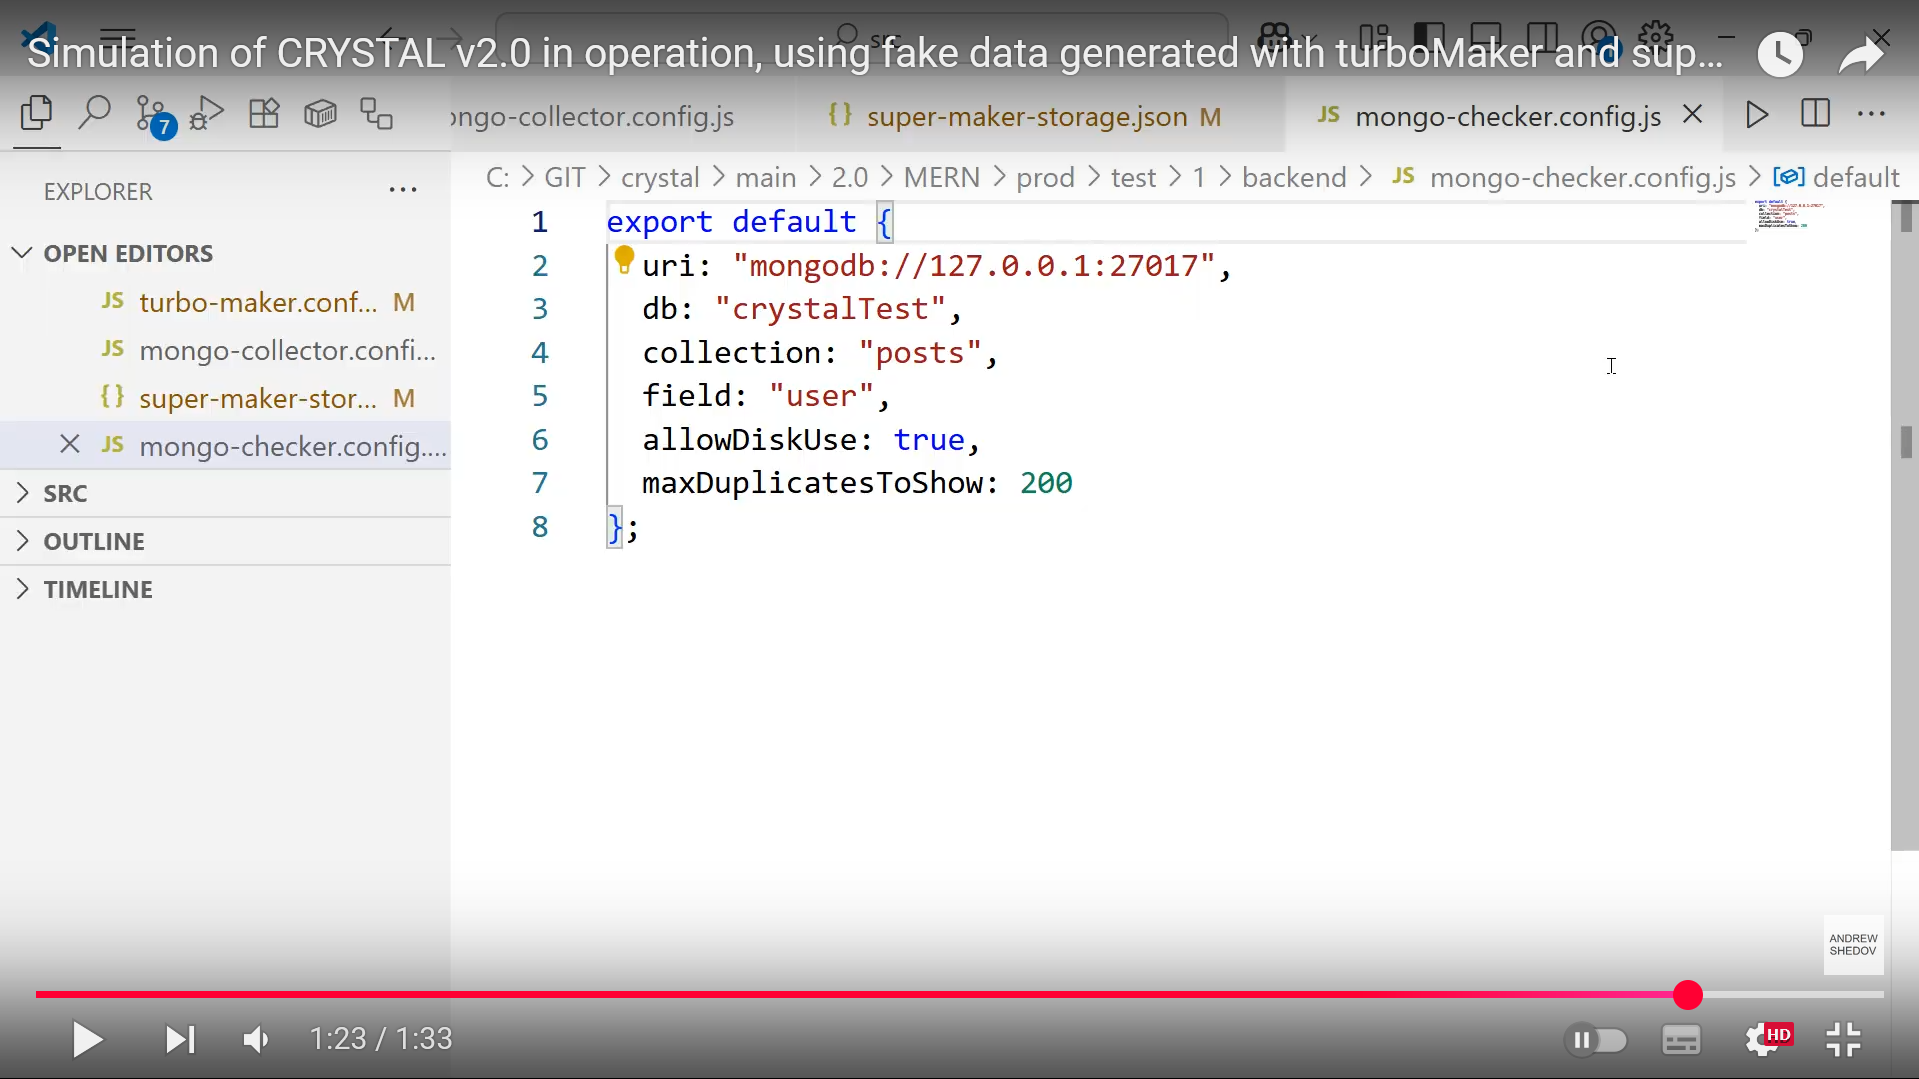 Simulation of CRYSTAL v2.0 in operation, using fake data generated with turboMaker and sup...
7
ongo-collector.config.js
{} super-maker-storage.json M
JS mongo-checker.config.js
C: > GIT > crystal > main > 2.0 > MERN > prod > test > 1 > backend > JS mongo-checker.config.js > default
EXPLORER
OPEN EDITORS
JS turbo-maker.conf... M
JS mongo-collector.confi...
{} super-maker-stor... M
JS mongo-checker.config....
SRC
OUTLINE
TIMELINE
1 export default {
2 uri: "mongodb://127.0.0.1:27017",
3 db: "crystalTest",
4 collection: "posts",
5 field: "user",
6 allowDiskUse: true,
7 maxDuplicatesToShow: 200
8 };
ANDREW
SHEDOV
1:23 / 1:33
HD